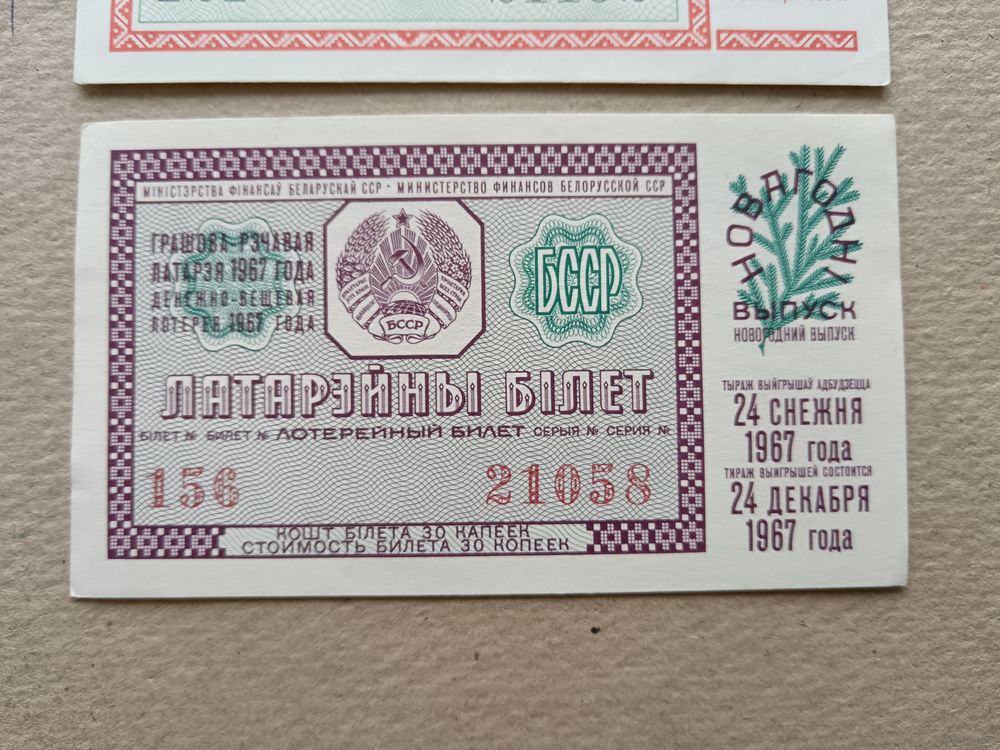 МІНІСТЭРСТВА ФІНАНСАЎ БЕЛАРУСКАЙ ССР · МИНИСТЕРСТВО ФИНАНСОВ БЕЛОРУССКОЙ ССР
ГРАШОВА-РЭЧАВАЯ
ЛАТАРЭЯ 1967 ГОДА
ДЕНЕЖНО-ВЕЩЕВАЯ
ЛОТЕРЕЯ 1967 ГОДА
БССР
БССР
ЛАТАРЭЙНЫ БІЛЕТ
БІЛЕТ № БИЛЕТ № ЛОТЕРЕЙНЫЙ БИЛЕТ СЕРЫЯ № СЕРИЯ №
156 21058
КОШТ БІЛЕТА 30 КАПЕЕК
СТОИМОСТЬ БИЛЕТА 30 КОПЕЕК
НОВАГОДНІ
ВЫПУСК
НОВОГОДНИЙ ВЫПУСК
ТЫРАЖ ВЫЙГРЫШАЎ АДБУДЗЕЦЦА
24 СНЕЖНЯ
1967 года
ТИРАЖ ВЫИГРЫШЕЙ СОСТОИТСЯ
24 ДЕКАБРЯ
1967 года